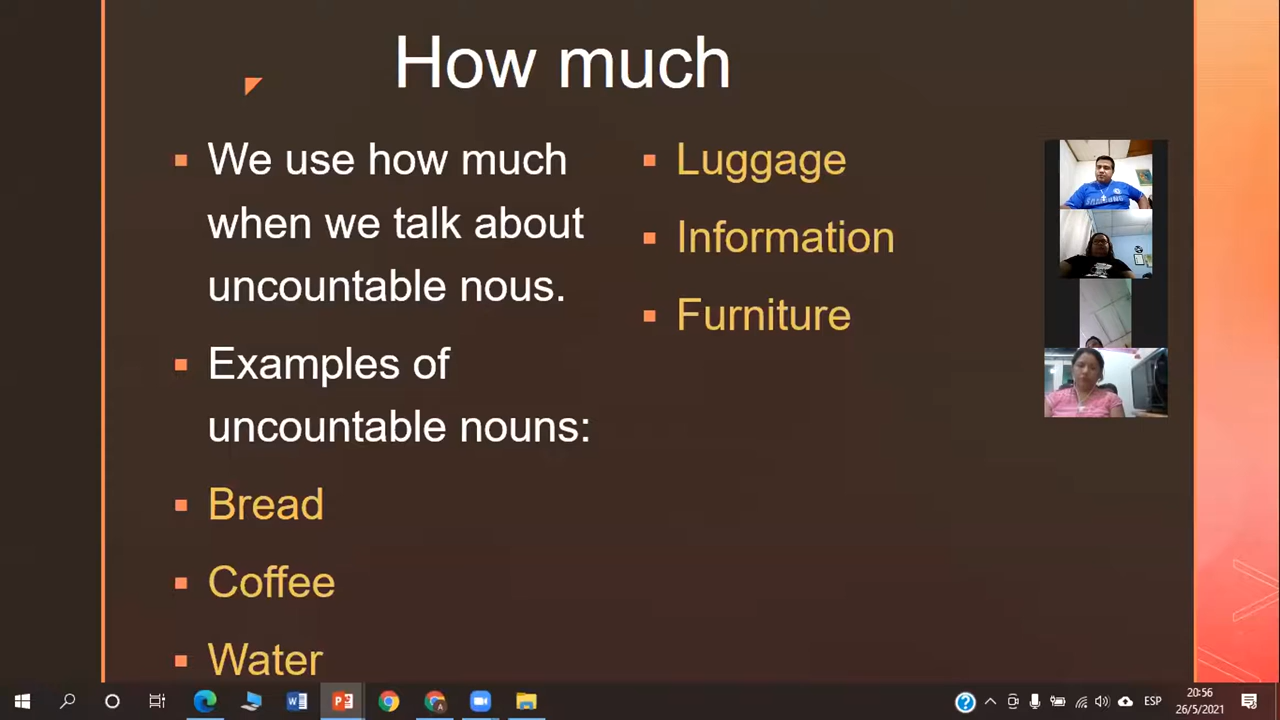 How much
We use how much
when we talk about
uncountable nous.
Examples of
uncountable nouns:
Bread
Coffee
Water
Luggage
Information
Furniture
ESP
20:56
26/5/2021